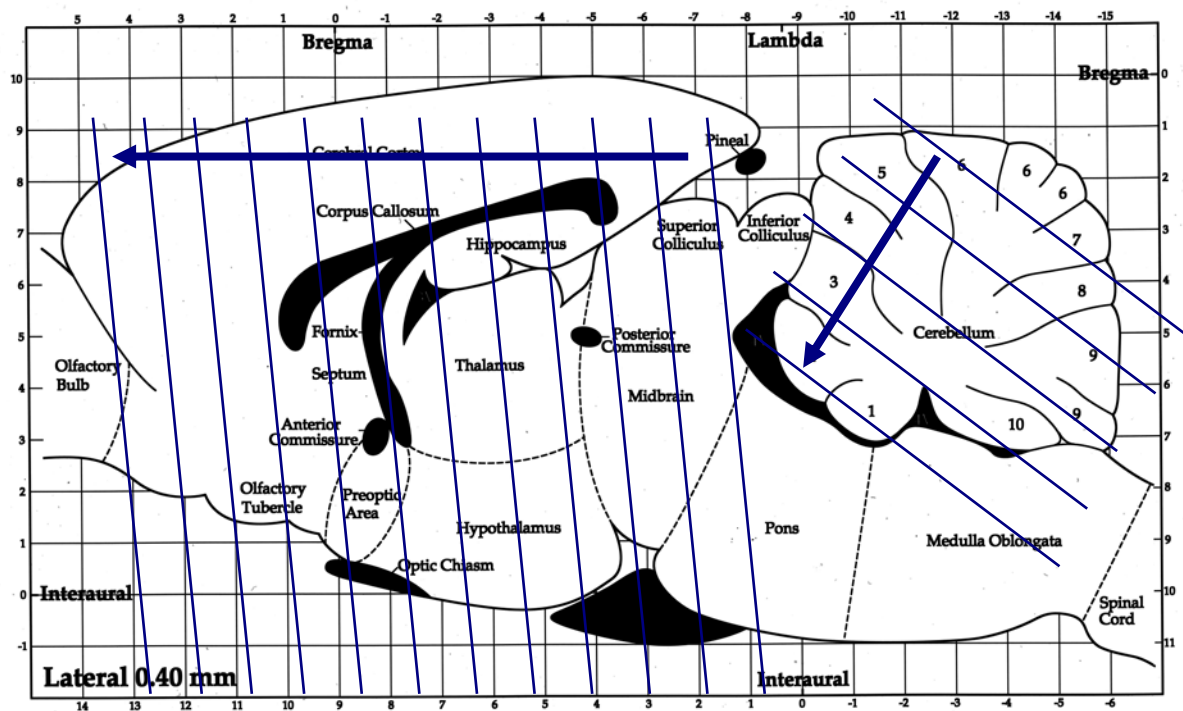 5 4 3 2 1 0 -1 -2 -3 -4 -5 -6 -7 -8 -9 -10 -11 -12 -13 -14 -15
Bregma
Lambda
Bregma
0
10
9
1
Pineal
Cerebral Cortex
8
5
6
6
6
2
Corpus Callosum
4
7
Hippocampus
Superior
Colliculus
Inferior
Colliculus
7
3
6
3
8
4
5
Fornix
Posterior
Commissure
Cerebellum
5
Olfactory
Bulb
Septum
Thalamus
9
4
Midbrain
6
Anterior
Commissure
1
10
9
3
7
2
Olfactory
Tubercle
Preoptic
Area
8
Hypothalamus
Pons
Medulla Oblongata
1
9
Optic Chiasm
0
Interaural
10
Spinal
Cord
-1
11
Lateral 0.40 mm
Interaural
14 13 12 11 10 9 8 7 6 5 4 3 2 1 0 -1 -2 -3 -4 -5 -6